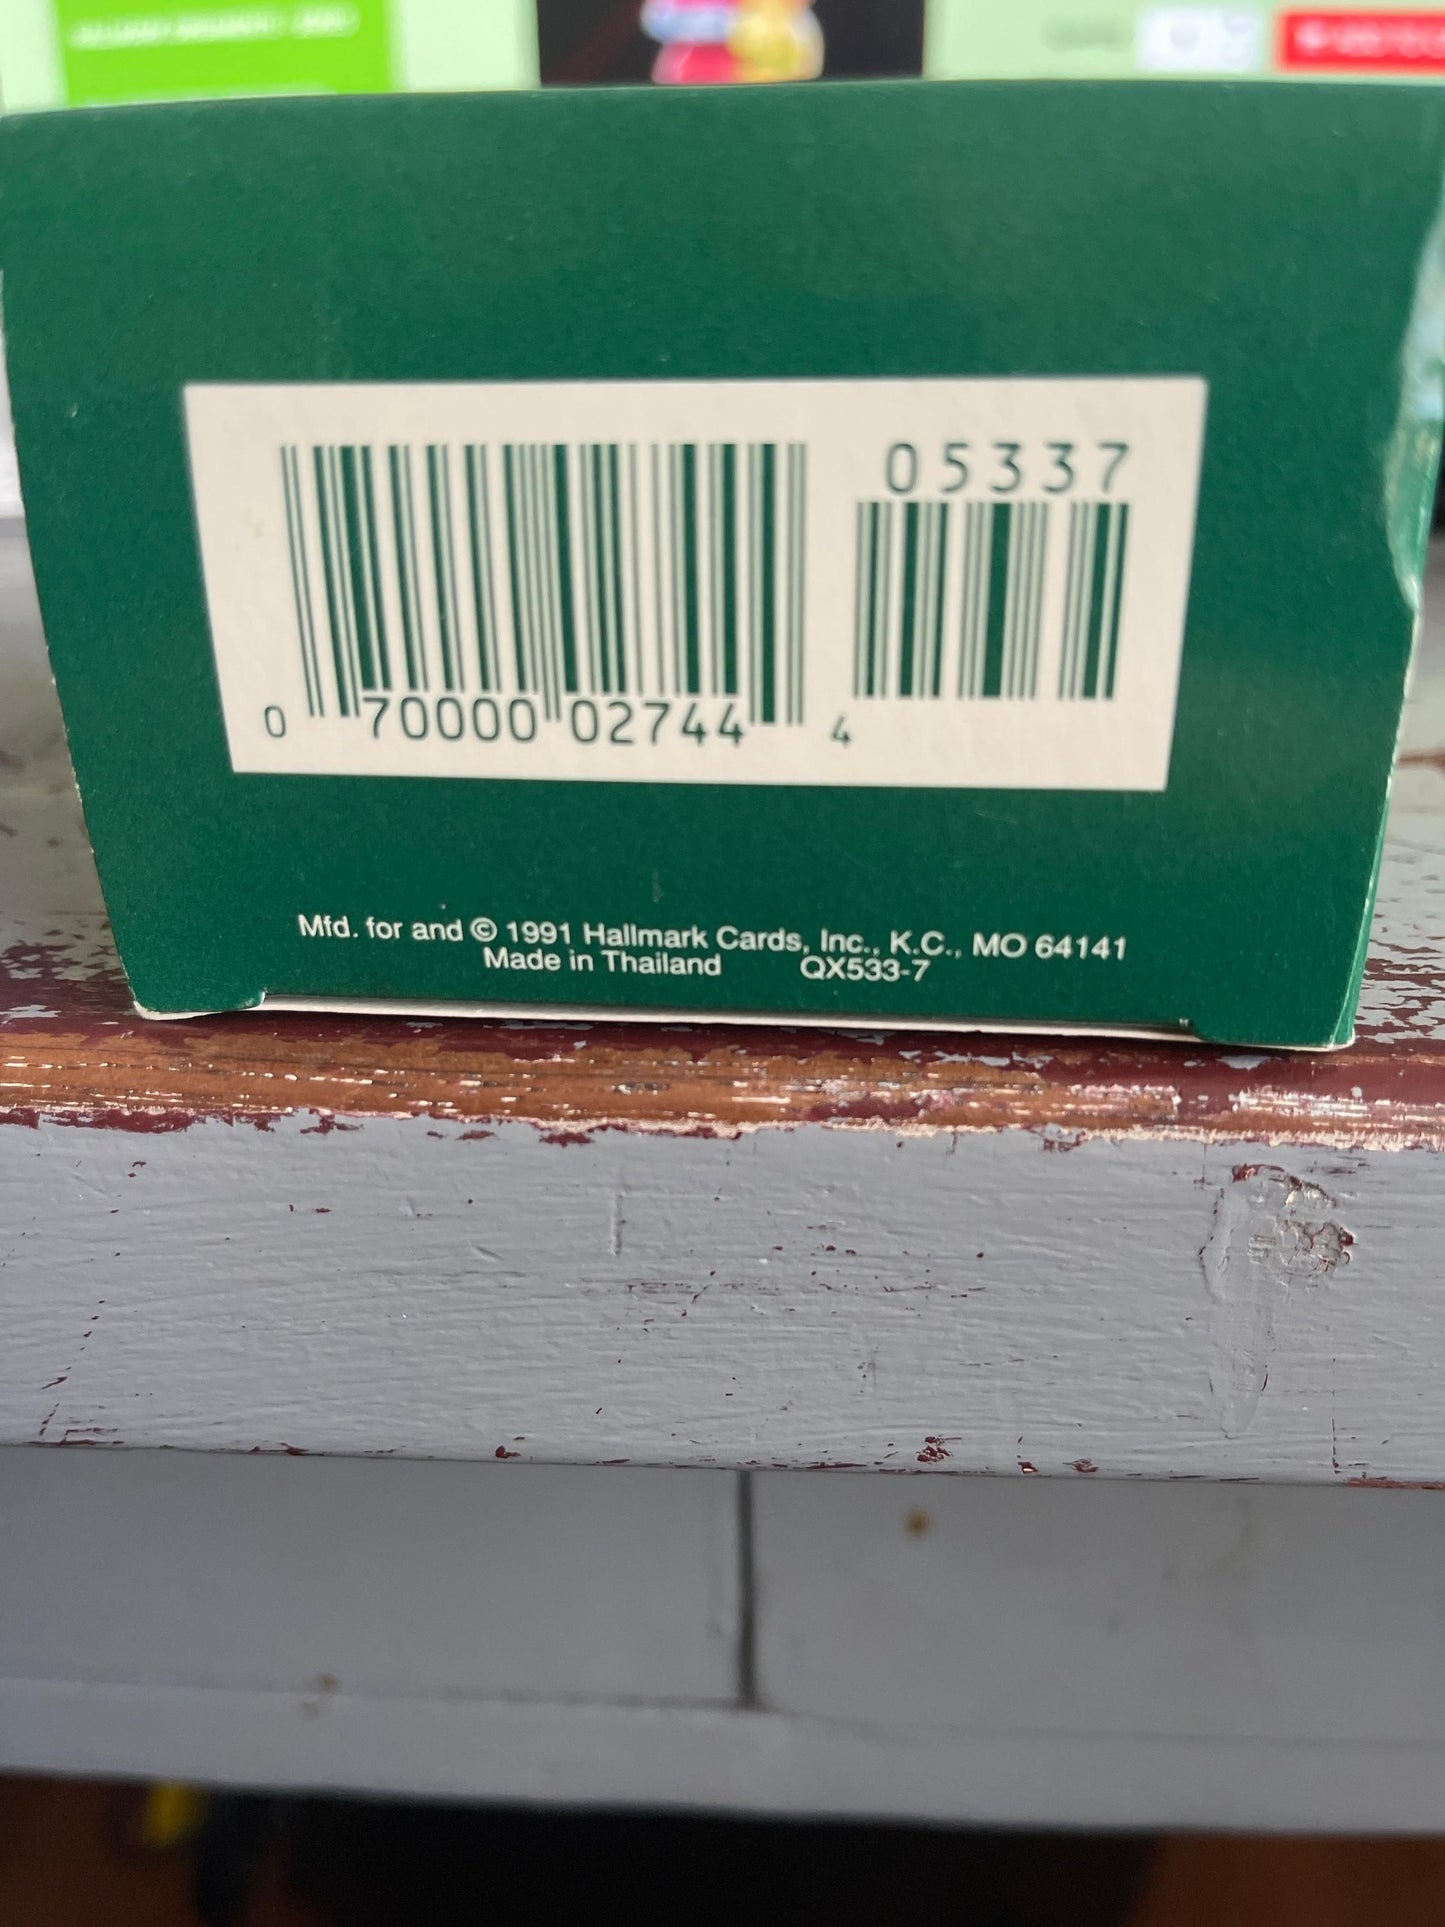 05337
0 70000 02744 4
Mfd. for and © 1991 Hallmark Cards, Inc., K.C., MO 64141
Made in Thailand QX533-7